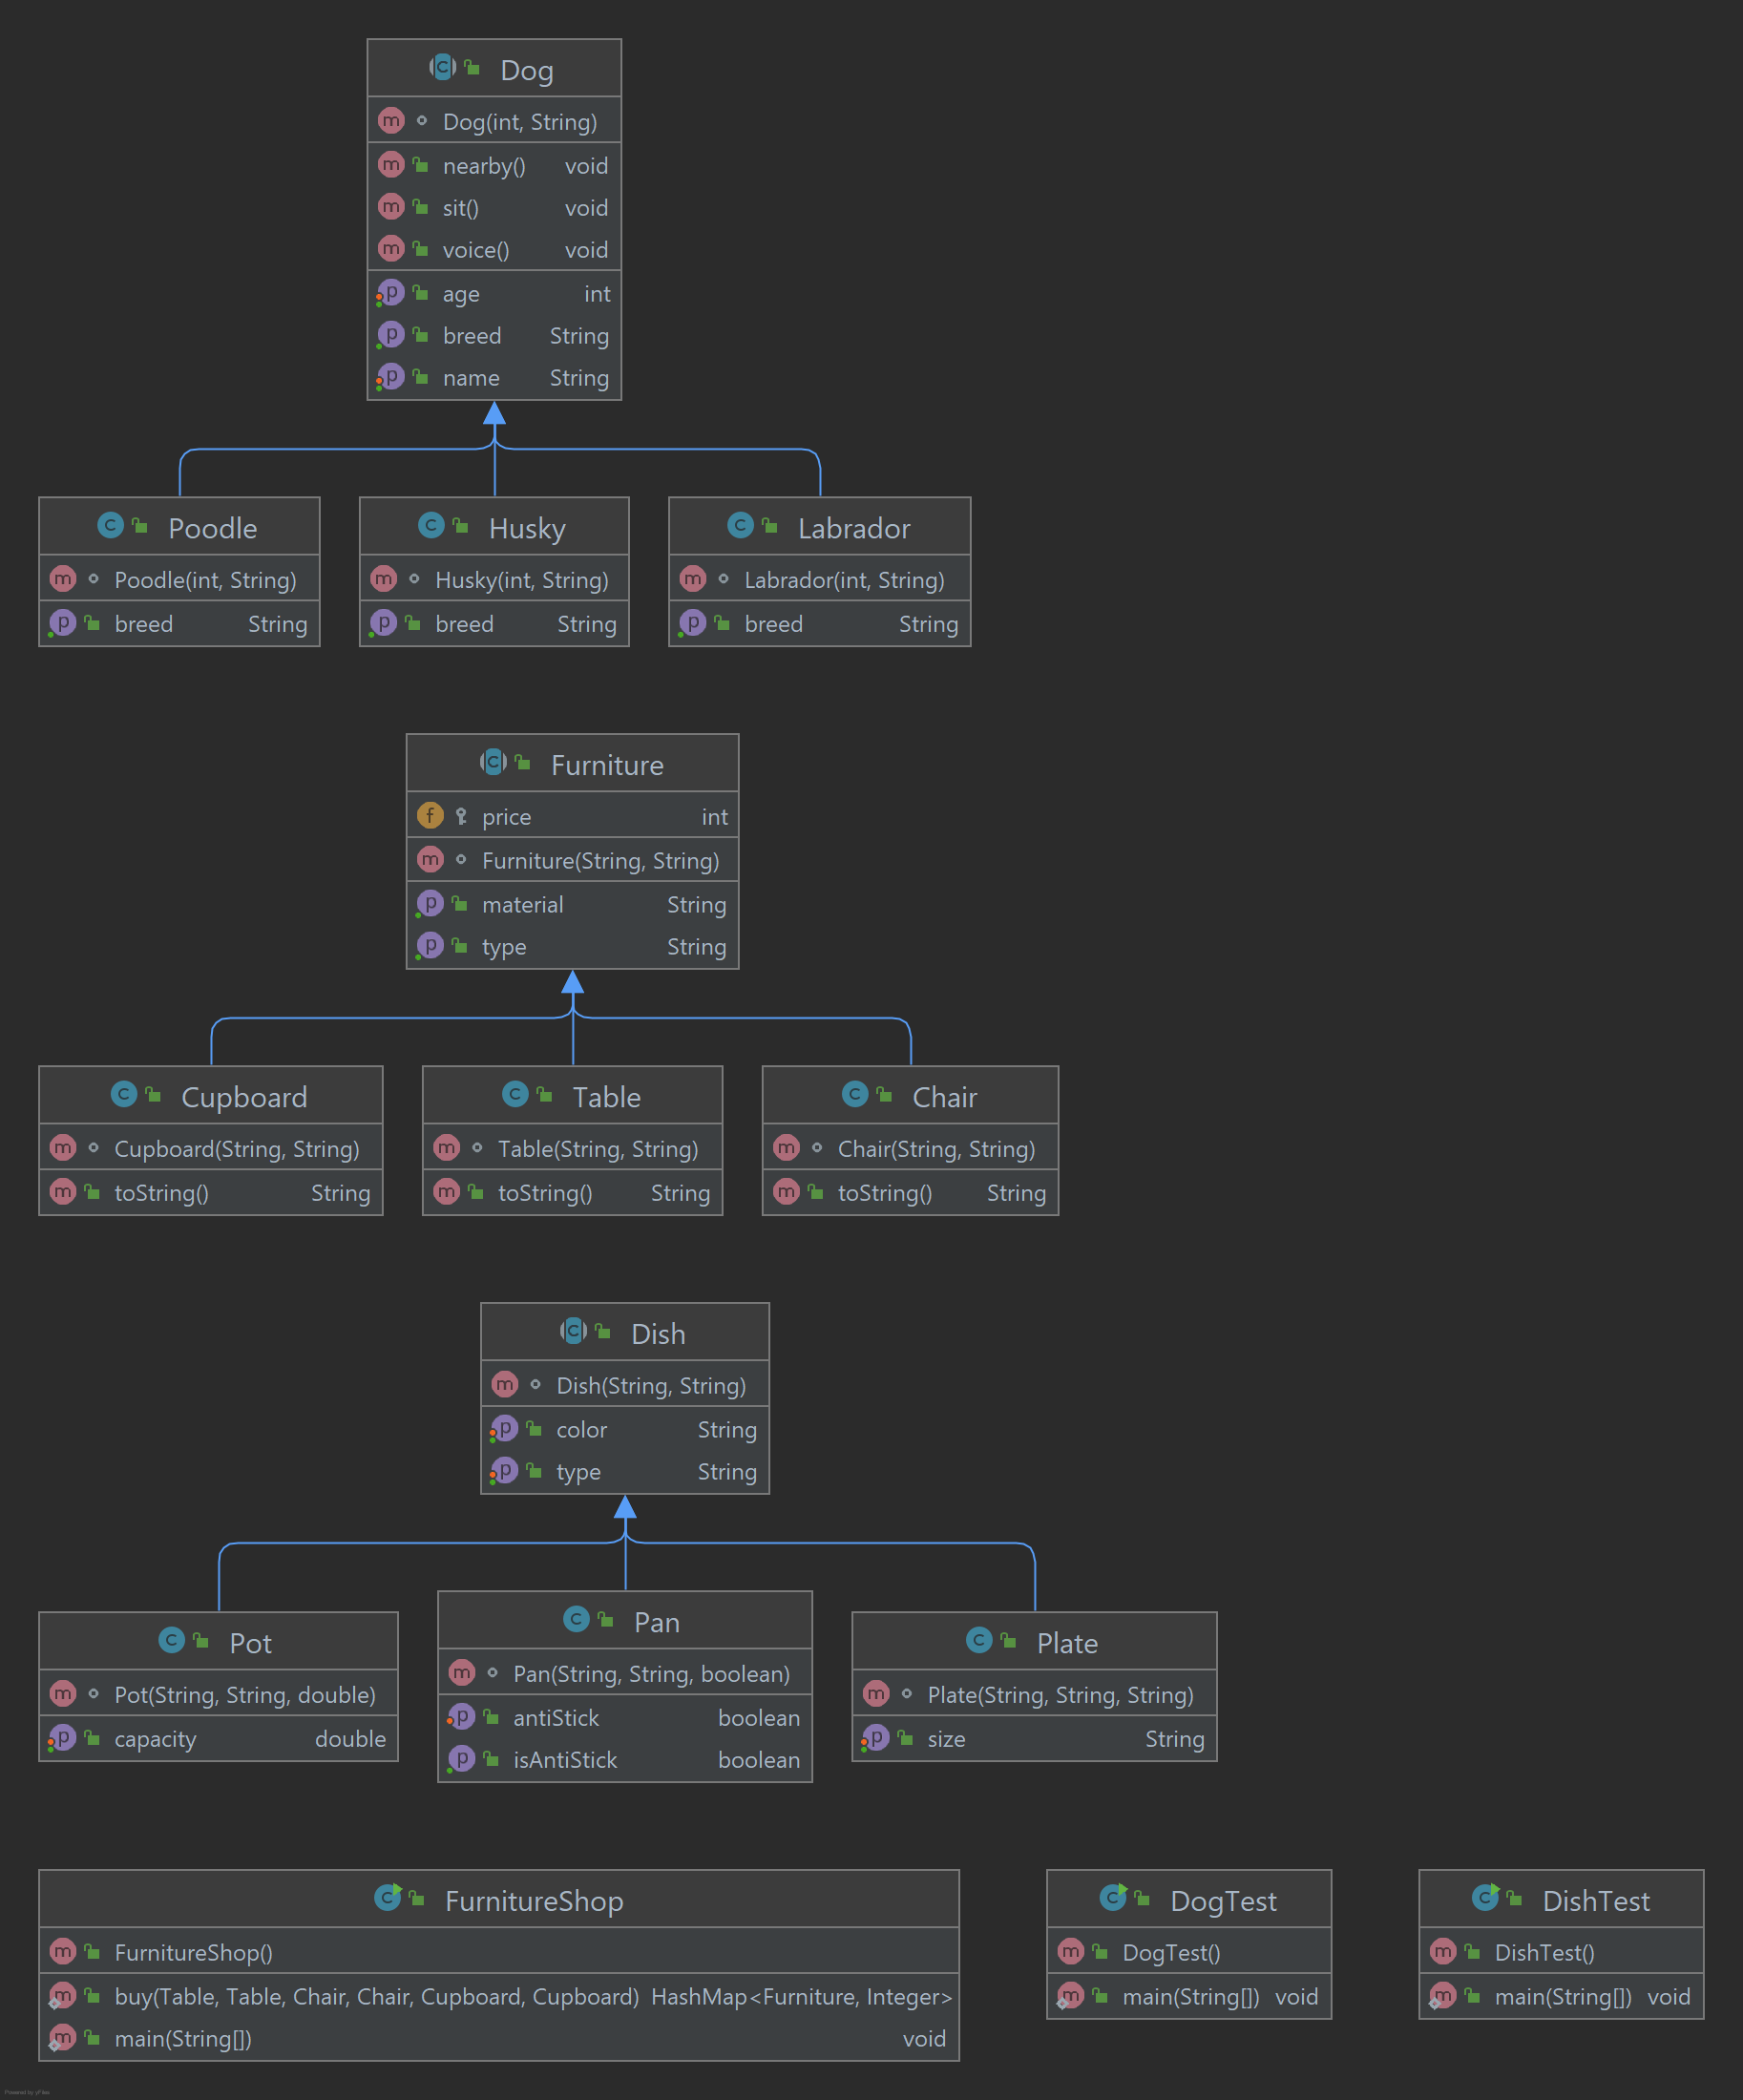 Dog
Dog(int, String)
nearby() void
sit() void
voice() void
age int
breed String
name String
Poodle
Poodle(int, String)
breed String
Husky
Husky(int, String)
breed String
Labrador
Labrador(int, String)
breed String
Furniture
price int
Furniture(String, String)
material String
type String
Cupboard
Cupboard(String, String)
toString() String
Table
Table(String, String)
toString() String
Chair
Chair(String, String)
toString() String
Dish
Dish(String, String)
color String
type String
Pot
Pot(String, String, double)
capacity double
Pan
Pan(String, String, boolean)
antiStick boolean
isAntiStick boolean
Plate
Plate(String, String, String)
size String
FurnitureShop
FurnitureShop()
buy(Table, Table, Chair, Chair, Cupboard, Cupboard) HashMap<Furniture, Integer>
main(String[]) void
DogTest
DogTest()
main(String[]) void
DishTest
DishTest()
main(String[]) void
Powered by yFiles